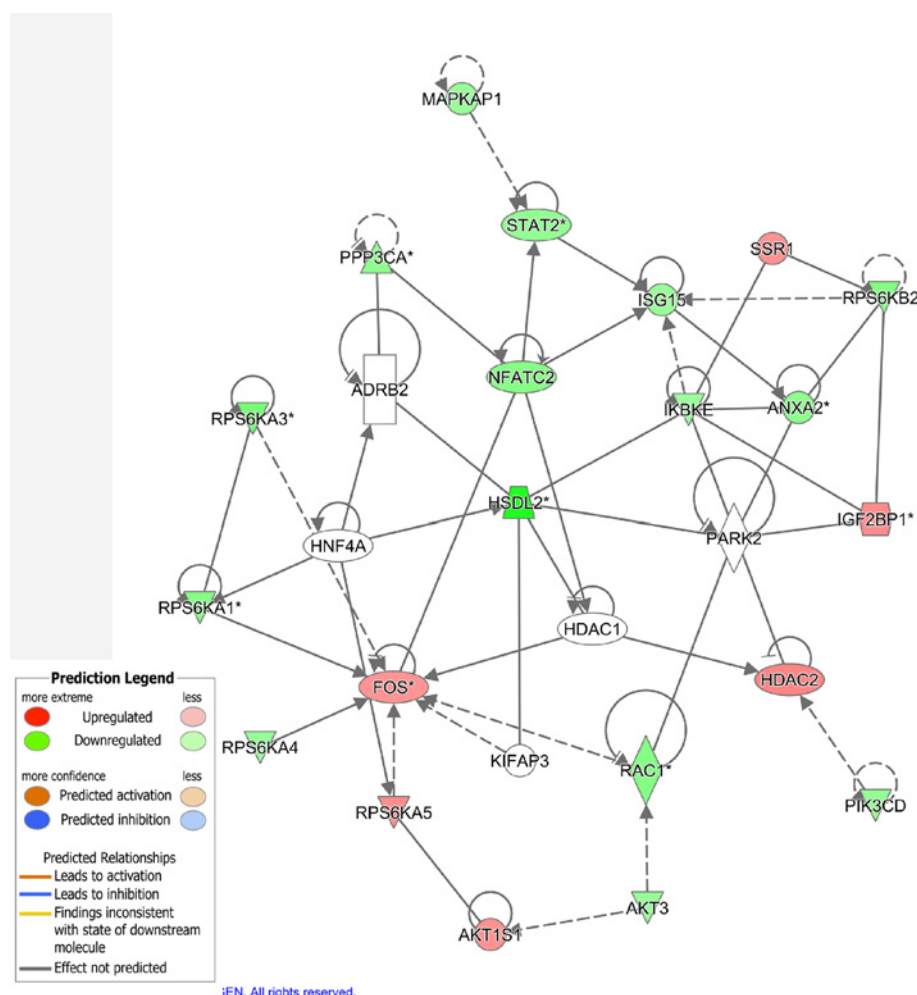 MAPKAP1
STAT2*
PPP3CA*
SSR1
ISG15
RPS6KB2
NFATC2
ADRB2
IKBKE
ANXA2*
RPS6KA3*
HSDL2*
IGF2BP1*
PARK2
HNF4A
RPS6KA1*
HDAC1
FOS*
HDAC2
RPS6KA4
KIFAP3
RAC1*
PIK3CD
RPS6KA5
AKT3
AKT1S1
Prediction Legend
more extreme less
Upregulated
Downregulated
more confidence less
Predicted activation
Predicted inhibition
Predicted Relationships
Leads to activation
Leads to inhibition
Findings inconsistent
with state of downstream
molecule
Effect not predicted
All rights reserved.